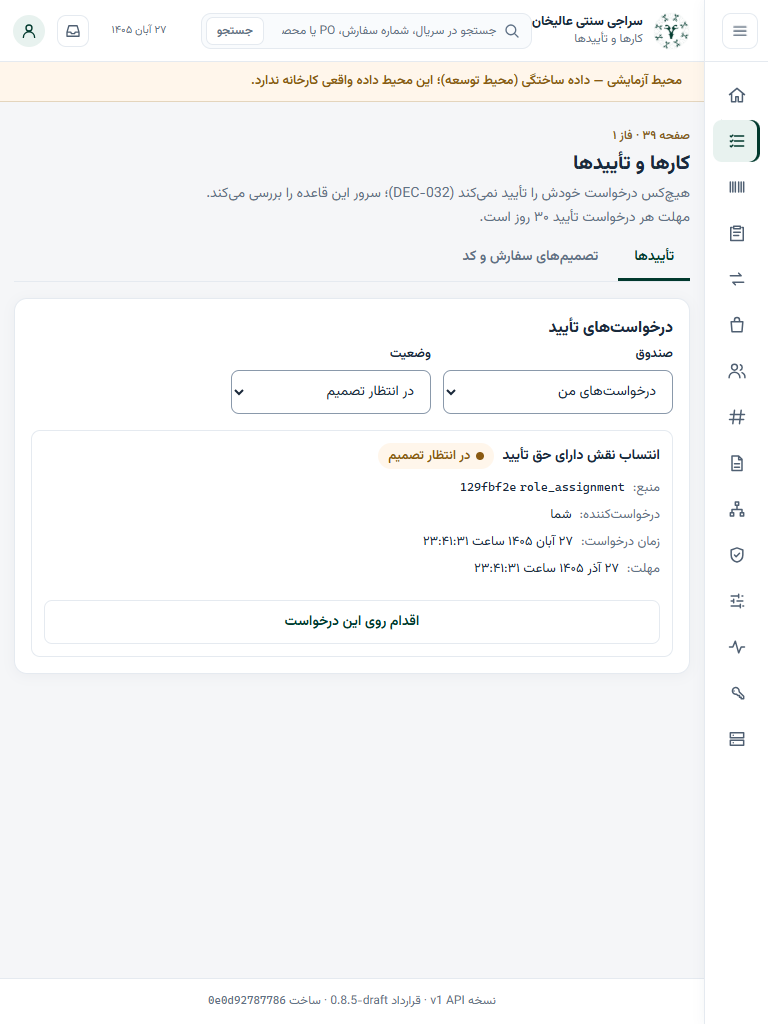 سراجی سنتی عالیخان
کارها و تأییدها
جستجو در سریال، شماره سفارش، PO یا محص
جستجو
۲۷ آبان ۱۴۰۵
محیط آزمایشی — داده ساختگی (محیط توسعه)؛ این محیط داده واقعی کارخانه ندارد.
صفحه ۳۹ · فاز ۱
کارها و تأییدها
هیچ‌کس درخواست خودش را تأیید نمی‌کند (DEC-032)؛ سرور این قاعده را بررسی می‌کند.
مهلت هر درخواست تأیید ۳۰ روز است.
تأییدها
تصمیم‌های سفارش و کد
درخواست‌های تأیید
صندوق
وضعیت
درخواست‌های من
در انتظار تصمیم
انتساب نقش دارای حق تأیید
در انتظار تصمیم
منبع: role_assignment 129fbf2e
درخواست‌کننده: شما
زمان درخواست: ۲۷ آبان ۱۴۰۵ ساعت ۲۳:۴۱:۳۱
مهلت: ۲۷ آذر ۱۴۰۵ ساعت ۲۳:۴۱:۳۱
اقدام روی این درخواست
نسخه v1 API · قرارداد 0.8.5-draft · ساخت 0e0d92787786